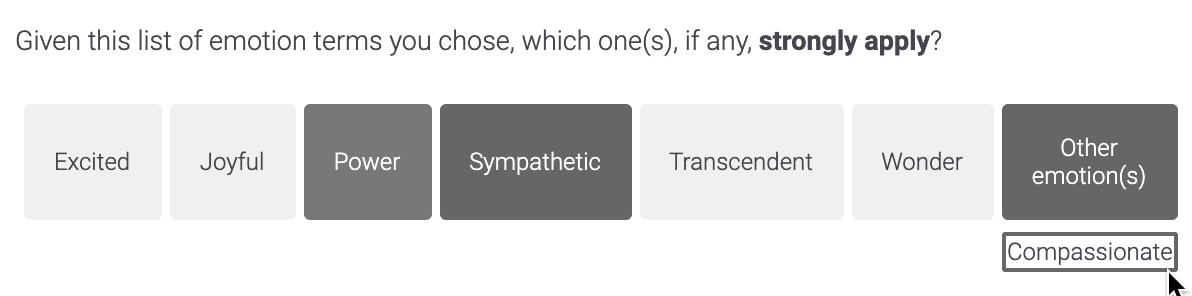 Given this list of emotion terms you chose, which one(s), if any, strongly apply?
Excited
Joyful
Power
Sympathetic
Transcendent
Wonder
Other
emotion(s)
Compassionate